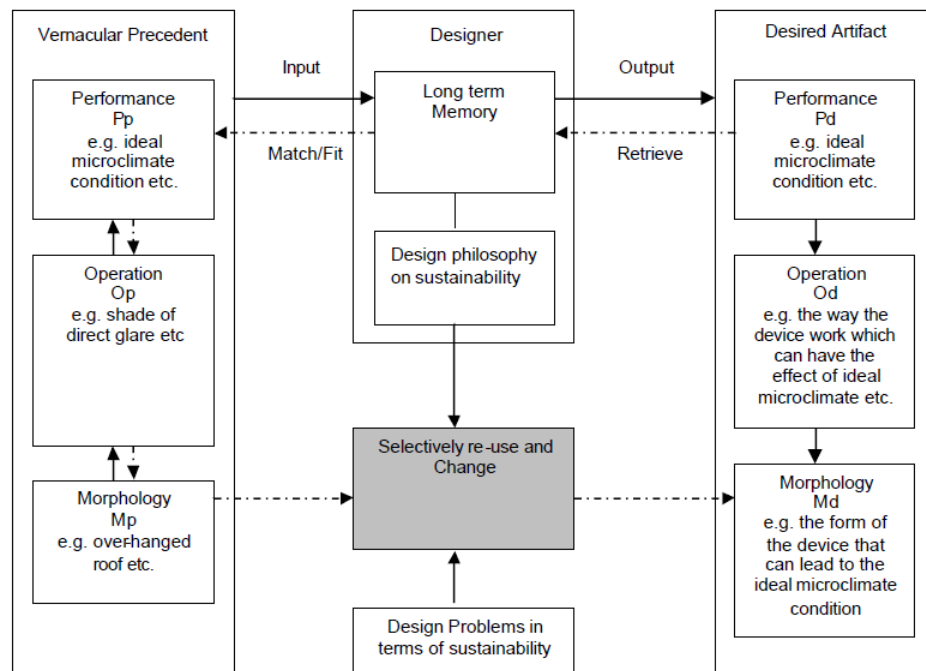 Vernacular Precedent
Performance
Pp
e.g. ideal
microclimate
condition etc.
Operation
Op
e.g. shade of
direct glare etc
Morphology
Mp
e.g. over-hanged
roof etc.
Input
Match/Fit
Designer
Long term
Memory
Design philosophy
on sustainability
Selectively re-use and
Change
Design Problems in
terms of sustainability
Output
Retrieve
Desired Artifact
Performance
Pd
e.g. ideal
microclimate
condition etc.
Operation
Od
e.g. the way the
device work which
can have the
effect of ideal
microclimate etc.
Morphology
Md
e.g. the form of
the device that
can lead to the
ideal microclimate
condition